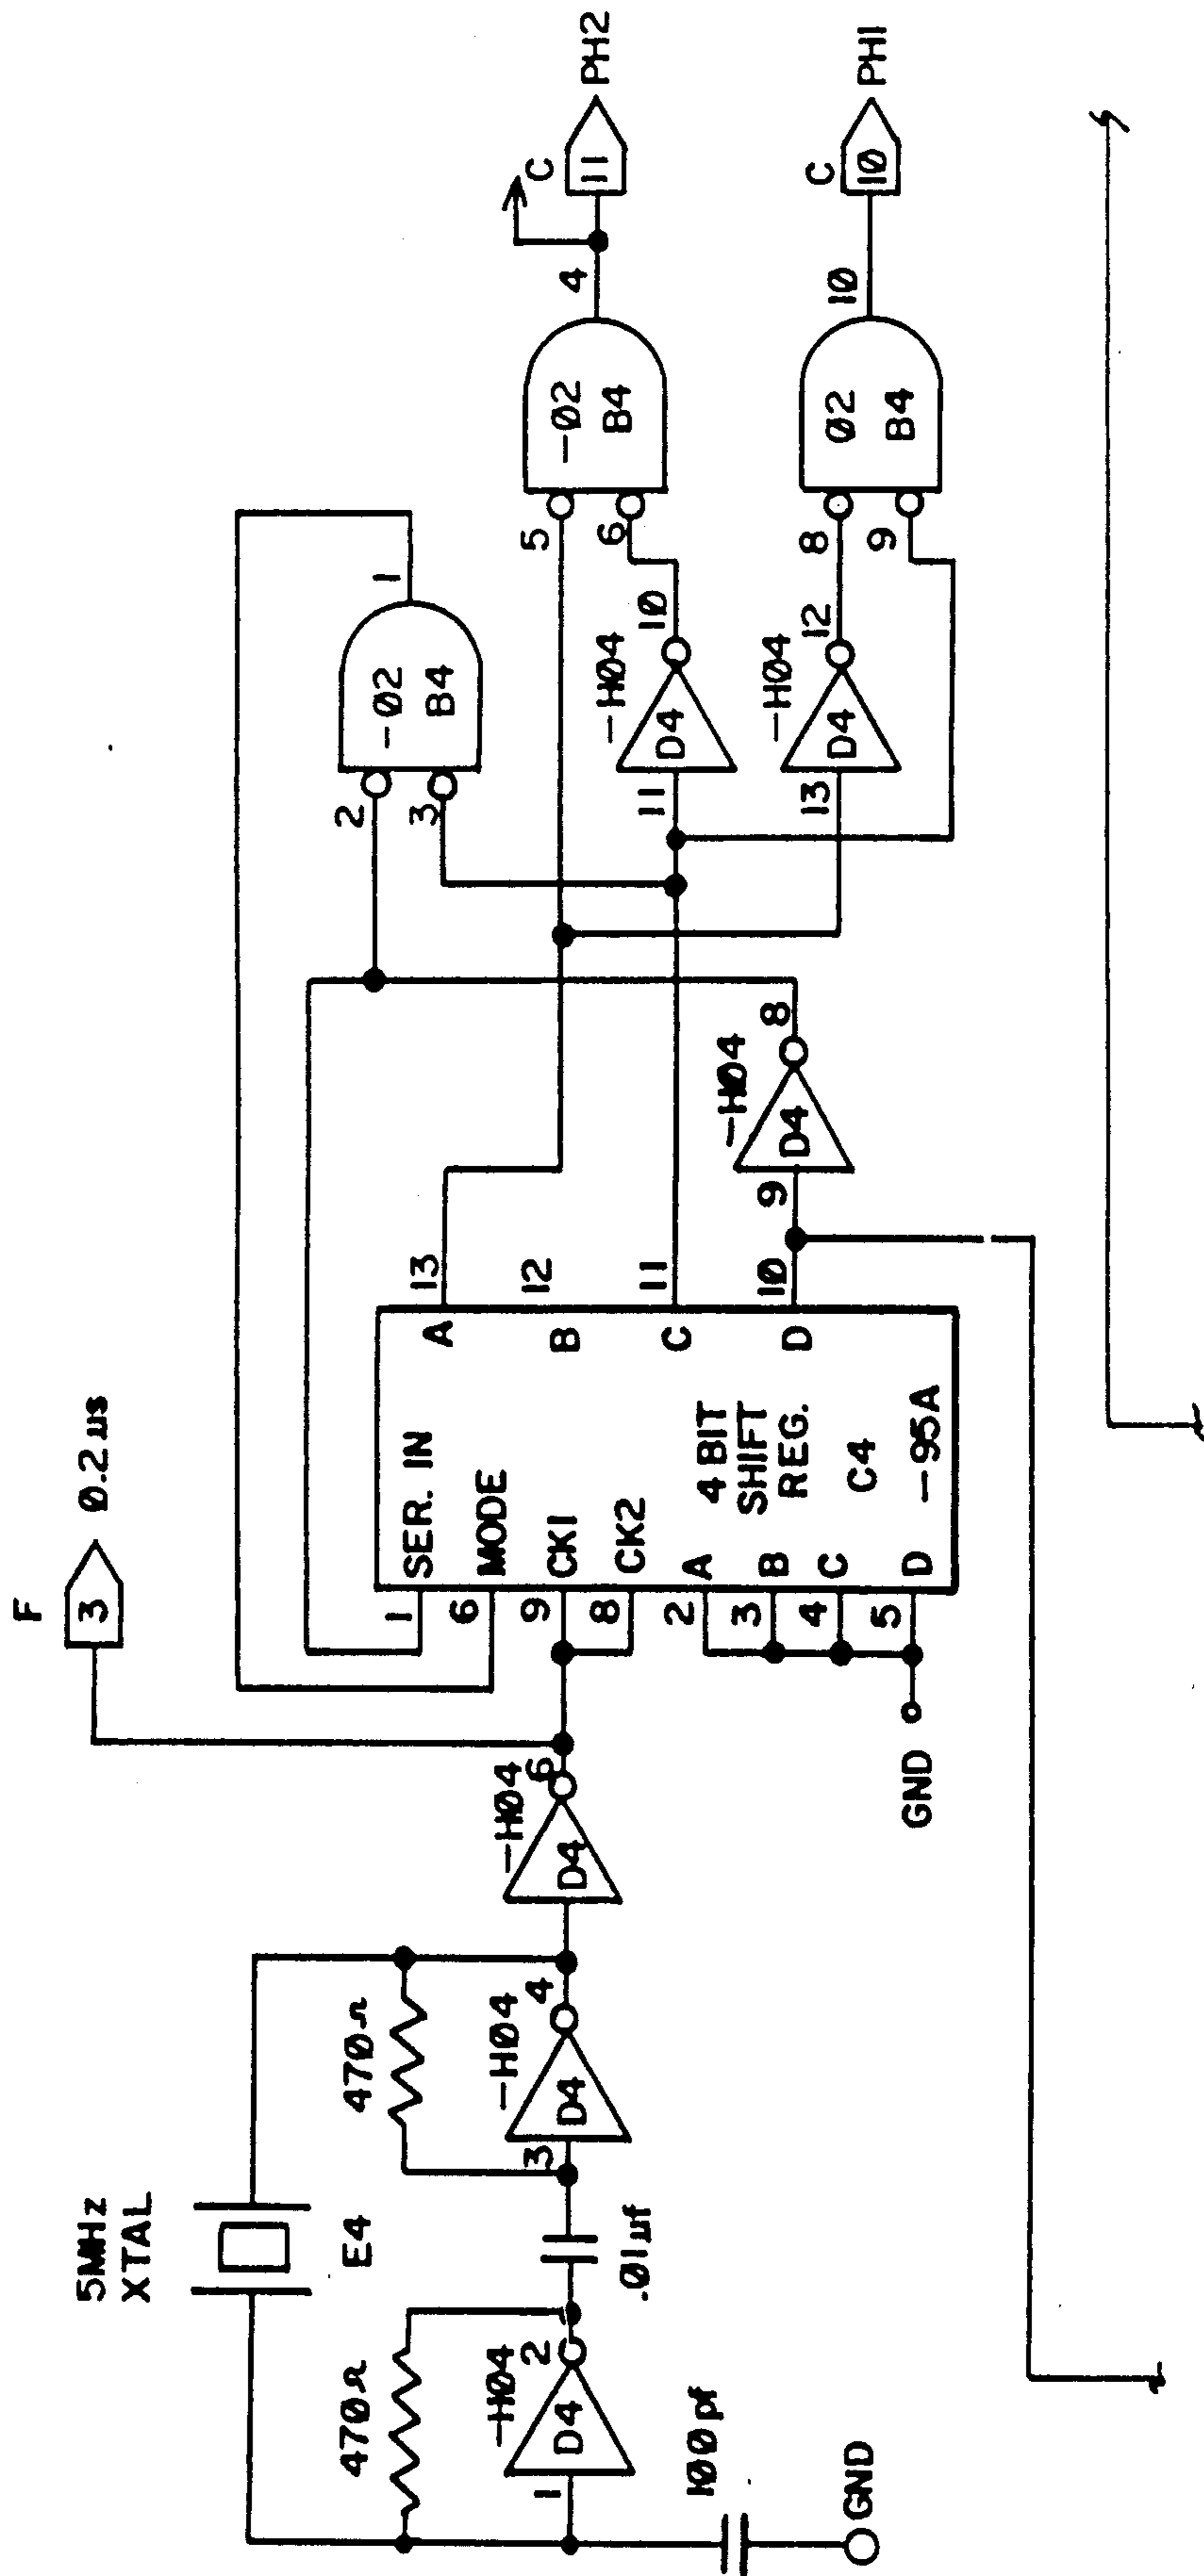 5MHz
XTAL
E4
470Ω
-H04
D4
1
2
100pf
GND
.01uf
470Ω
-H04
D4
3
4
-H04
D4
6
F
3
0.2us
GND
1
6
9
8
2
3
4
5
SER. IN
MODE
CK1
CK2
A
B
C
D
4 BIT
SHIFT
REG.
C4
-95A
A
B
C
D
13
12
11
10
-H04
D4
9
8
2
3
-02
B4
1
-H04
D4
11
10
-H04
D4
13
12
5
6
-02
B4
4
C
11
PH2
8
9
02
B4
10
C
10
PH1